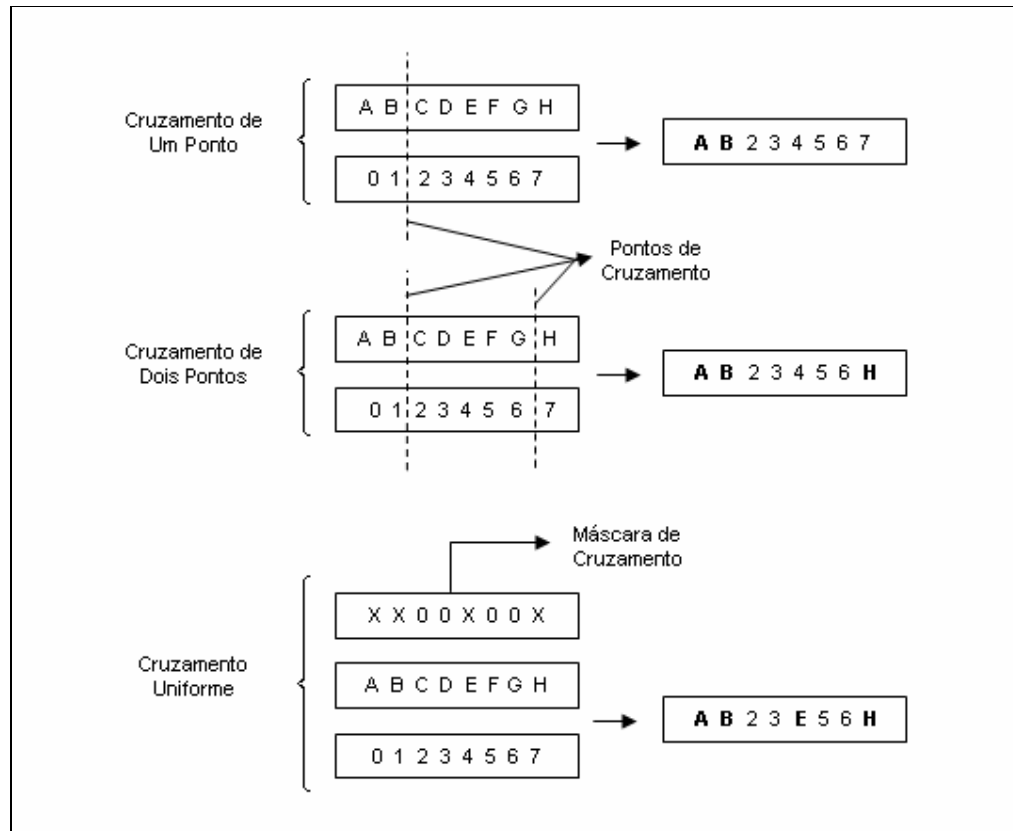 Cruzamento de
Um Ponto
A B C D E F G H
0 1 2 3 4 5 6 7
A B 2 3 4 5 6 7
Pontos de
Cruzamento
Cruzamento de
Dois Pontos
A B C D E F G H
0 1 2 3 4 5 6 7
A B 2 3 4 5 6 H
Máscara de
Cruzamento
Cruzamento
Uniforme
X X 0 0 X 0 0 X
A B C D E F G H
0 1 2 3 4 5 6 7
A B 2 3 E 5 6 H